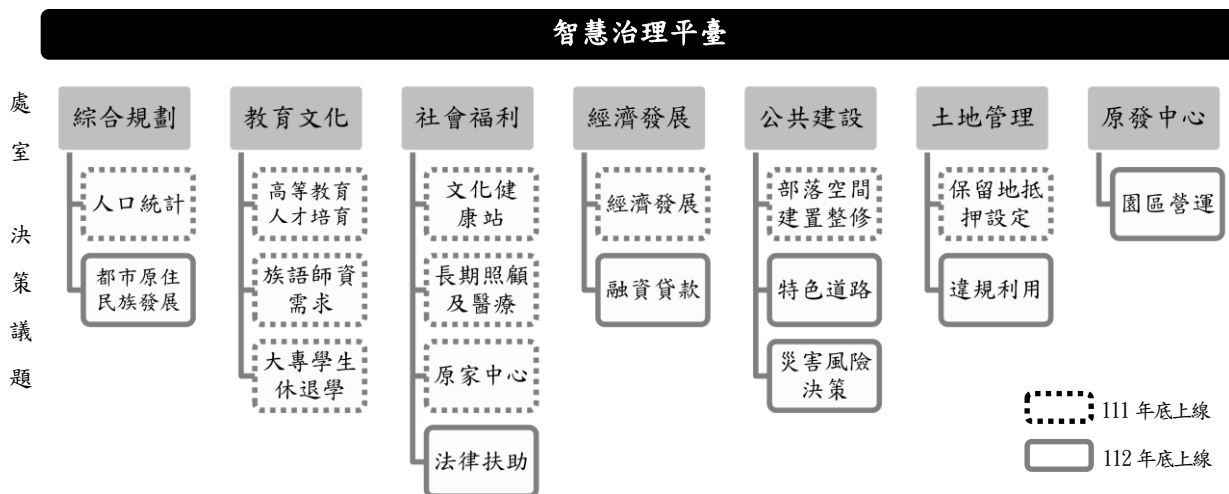 智慧治理平臺
處室
決策議題
綜合規劃
人口統計
都市原住
民族發展
教育文化
高等教育
人才培育
族語師資
需求
大專學生
休退學
社會福利
文化健
康站
長期照顧
及醫療
原家中心
法律扶助
經濟發展
經濟發展
融資貸款
公共建設
部落空間
建置整修
特色道路
災害風險
決策
土地管理
保留地抵
押設定
違規利用
原發中心
園區營運
111 年底上線
112 年底上線